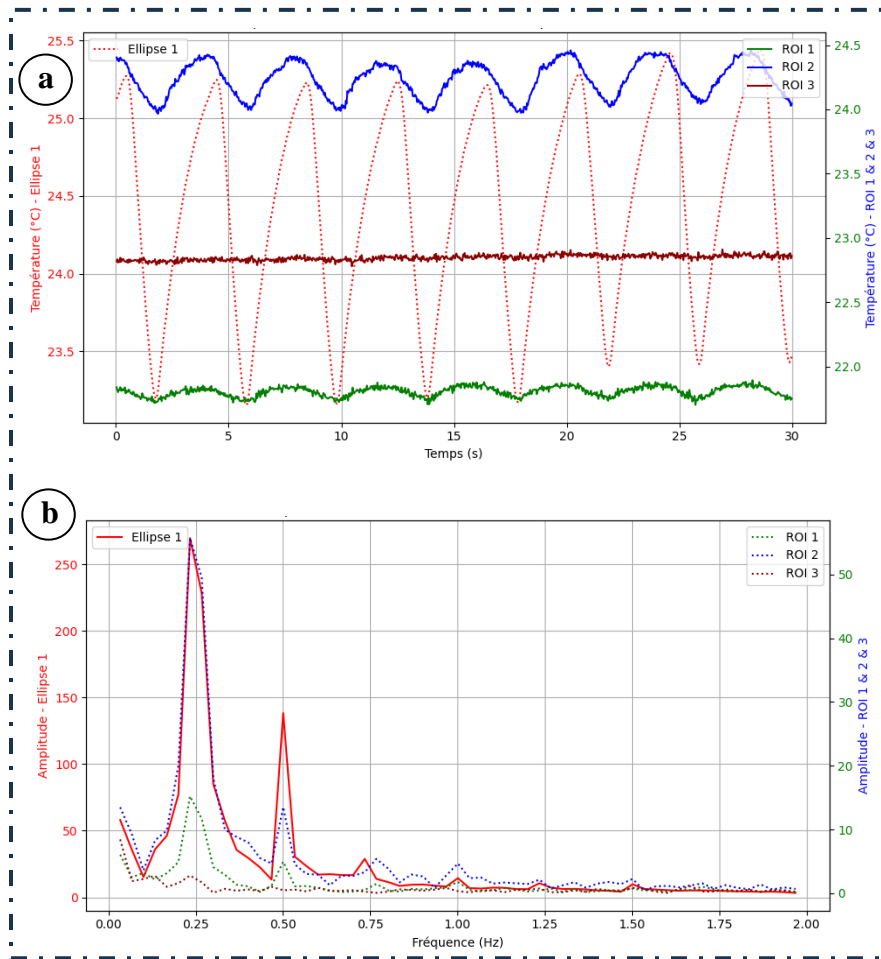 a
Ellipse 1
ROI 1
ROI 2
ROI 3
25.5
25.0
24.5
24.0
23.5
Température (°C) - Ellipse 1
24.5
24.0
23.5
23.0
22.5
22.0
Température (°C) - ROI 1 & 2 & 3
0 5 10 15 20 25 30
Temps (s)
b
Ellipse 1
ROI 1
ROI 2
ROI 3
250
200
150
100
50
0
Amplitude - Ellipse 1
50
40
30
20
10
0
Amplitude - ROI 1 & 2 & 3
0.00 0.25 0.50 0.75 1.00 1.25 1.50 1.75 2.00
Fréquence (Hz)